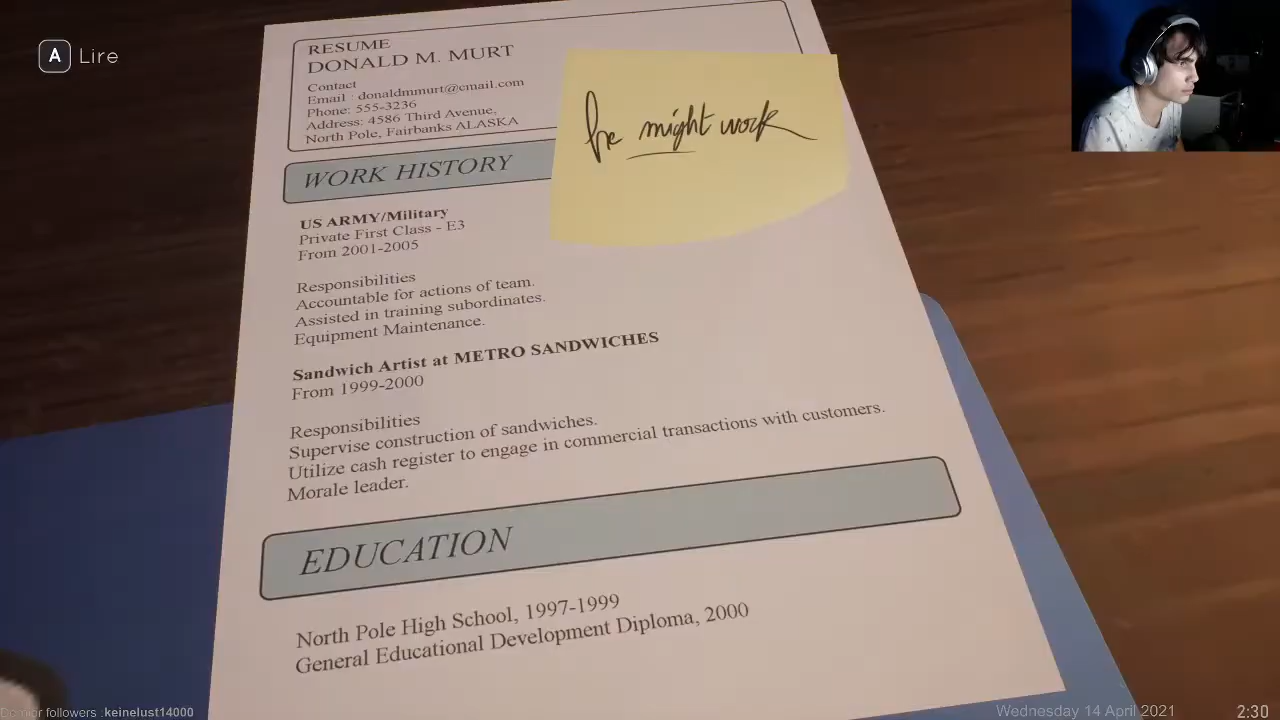 A Lire
RESUME
DONALD M. MURT
Contact
Email : donaldmmurt@cmail.com
Phone: 555-3236
Address: 4586 Third Avenue,
North Pole, Fairbanks ALASKA
he might work
WORK HISTORY
US ARMY/Military
Private First Class - E3
From 2001-2005
Responsibilities
Accountable for actions of team.
Assisted in training subordinates.
Equipment Maintenance.
Sandwich Artist at METRO SANDWICHES
From 1999-2000
Responsibilities
Supervise construction of sandwiches.
Utilize cash register to engage in commercial transactions with customers.
Morale leader.
EDUCATION
North Pole High School, 1997-1999
General Educational Development Diploma, 2000
followers :keinelust14000
Wednesday 14 April 2021
2:30